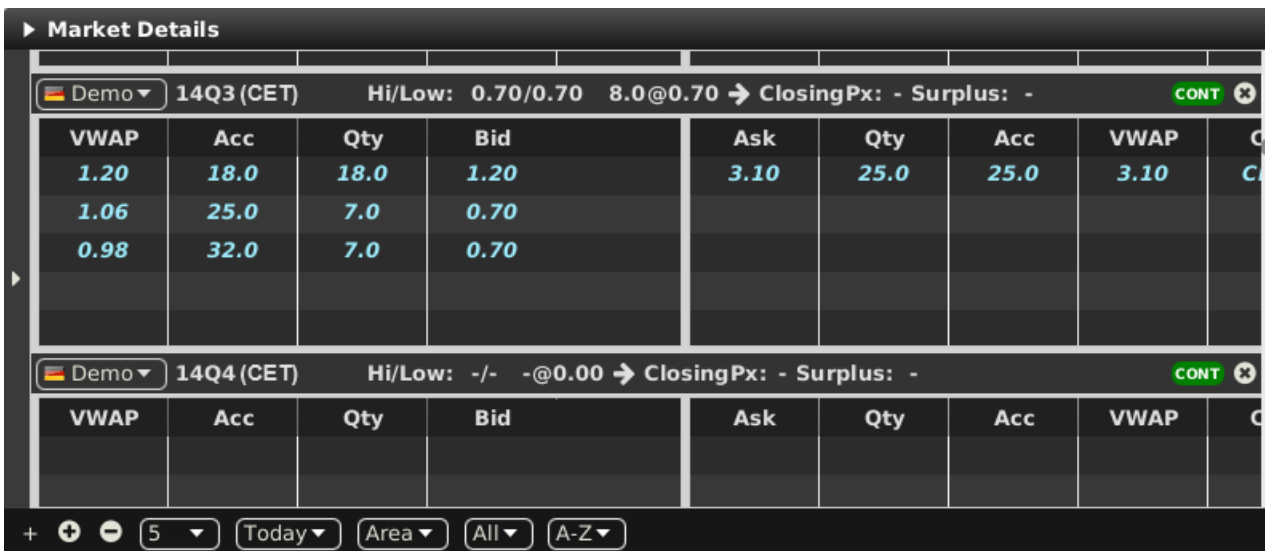 Market Details
Demo 14Q3 (CET) Hi/Low: 0.70/0.70 8.0@0.70 → ClosingPx: - Surplus: - CONT
VWAP Acc Qty Bid Ask Qty Acc VWAP
1.20 18.0 18.0 1.20 3.10 25.0 25.0 3.10
1.06 25.0 7.0 0.70
0.98 32.0 7.0 0.70
Demo 14Q4 (CET) Hi/Low: -/- -@0.00 → ClosingPx: - Surplus: - CONT
VWAP Acc Qty Bid Ask Qty Acc VWAP
+ 5 Today Area All A-Z